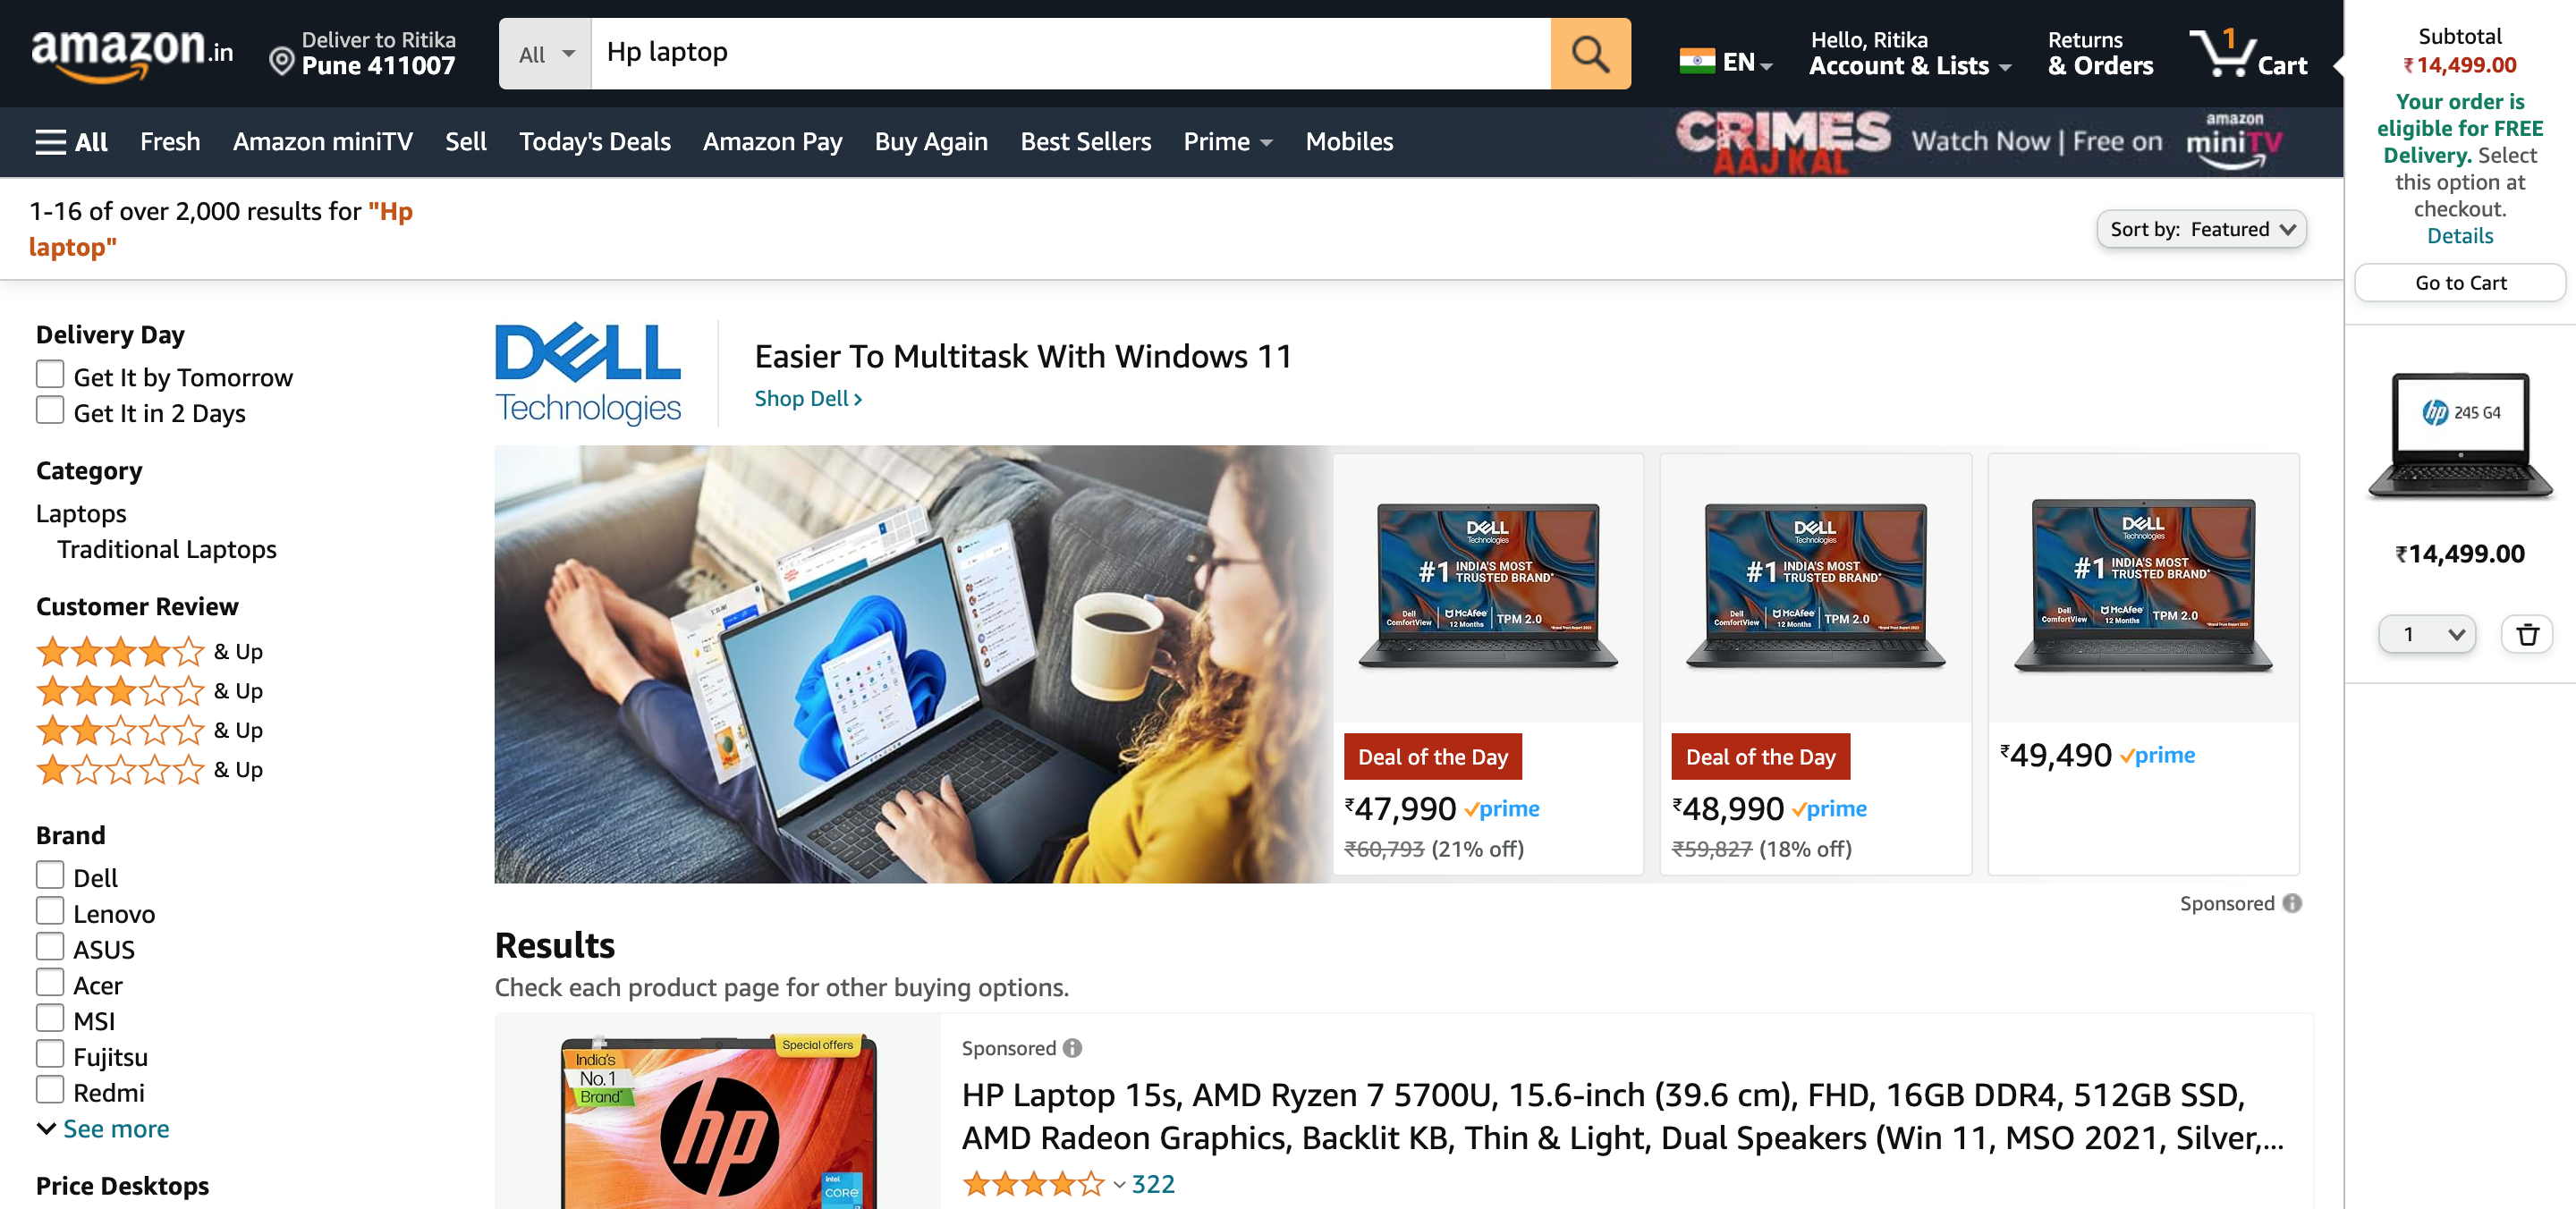 amazon.in
Deliver to Ritika
Pune 411007
All
Hp laptop
EN
Hello, Ritika
Account & Lists
Returns
& Orders
1
Cart
All
Fresh
Amazon miniTV
Sell
Today's Deals
Amazon Pay
Buy Again
Best Sellers
Prime
Mobiles
CRIMES
AAJ KAL
Watch Now | Free on
amazon
miniTV
1-16 of over 2,000 results for "Hp
laptop"
Sort by: Featured
Delivery Day
Get It by Tomorrow
Get It in 2 Days
Category
Laptops
Traditional Laptops
Customer Review
& Up
& Up
& Up
& Up
Brand
Dell
Lenovo
ASUS
Acer
MSI
Fujitsu
Redmi
See more
Price Desktops
DELL
Technologies
Easier To Multitask With Windows 11
Shop Dell
DELL
Technologies
#1 INDIA'S MOST
TRUSTED BRAND*
Dell
ComfortView
McAfee
12 Months
TPM 2.0
Deal of the Day
₹47,990 prime
₹60,793 (21% off)
DELL
Technologies
#1 INDIA'S MOST
TRUSTED BRAND*
Dell
ComfortView
McAfee
12 Months
TPM 2.0
Deal of the Day
₹48,990 prime
₹59,827 (18% off)
DELL
Technologies
#1 INDIA'S MOST
TRUSTED BRAND*
Dell
ComfortView
McAfee
12 Months
TPM 2.0
₹49,490 prime
Sponsored
Results
Check each product page for other buying options.
India's
No.1
Brand*
Special offers
hp
intel
CORE
Sponsored
HP Laptop 15s, AMD Ryzen 7 5700U, 15.6-inch (39.6 cm), FHD, 16GB DDR4, 512GB SSD,
AMD Radeon Graphics, Backlit KB, Thin & Light, Dual Speakers (Win 11, MSO 2021, Silver,...
322
Subtotal
₹14,499.00
Your order is
eligible for FREE
Delivery. Select
this option at
checkout.
Details
Go to Cart
hp 245 G4
₹14,499.00
1